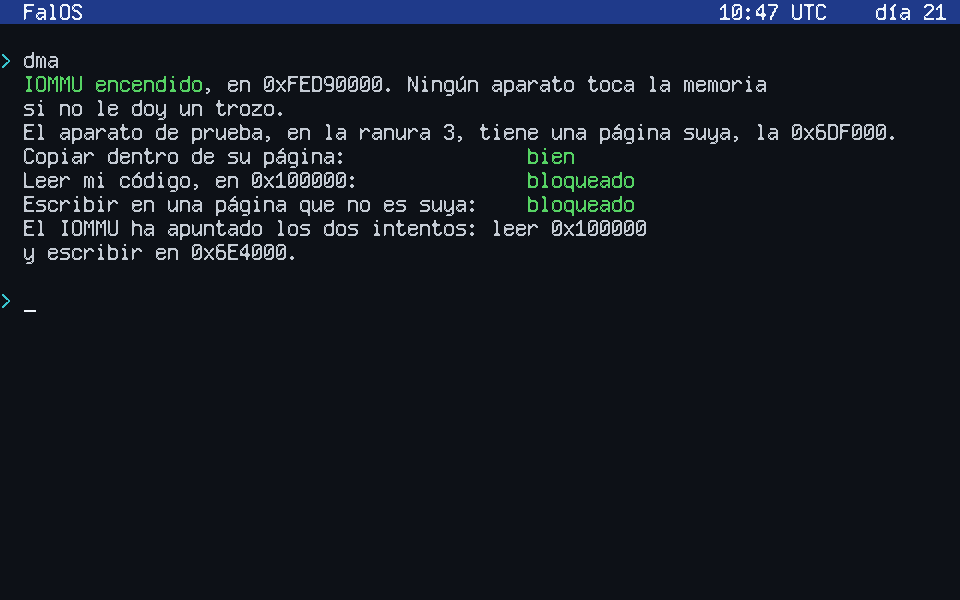 FalOS 10:47 UTC día 21
> dma
IOMMU encendido, en 0xFED90000. Ningún aparato toca la memoria
si no le doy un trozo.
El aparato de prueba, en la ranura 3, tiene una página suya, la 0x6DF000.
Copiar dentro de su página: bien
Leer mi código, en 0x100000: bloqueado
Escribir en una página que no es suya: bloqueado
El IOMMU ha apuntado los dos intentos: leer 0x100000
y escribir en 0x6E4000.
> _